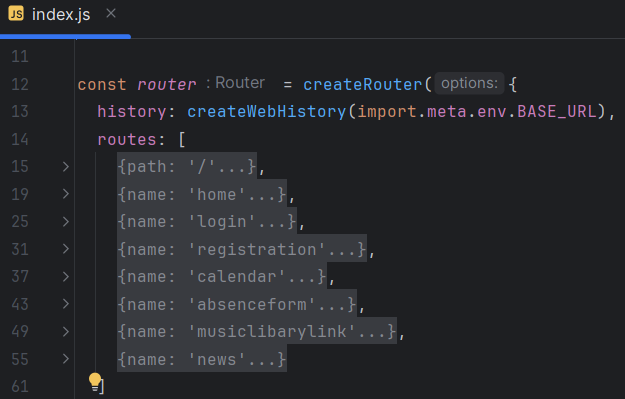 JS index.js ×
11
12 const router : Router = createRouter( options: {
13 history: createWebHistory(import.meta.env.BASE_URL),
14 routes: [
15 {path: '/'...},
19 {name: 'home'...},
25 {name: 'login'...},
31 {name: 'registration'...},
37 {name: 'calendar'...},
43 {name: 'absenceform'...},
49 {name: 'musiclibarylink'...},
55 {name: 'news'...}
61 ]